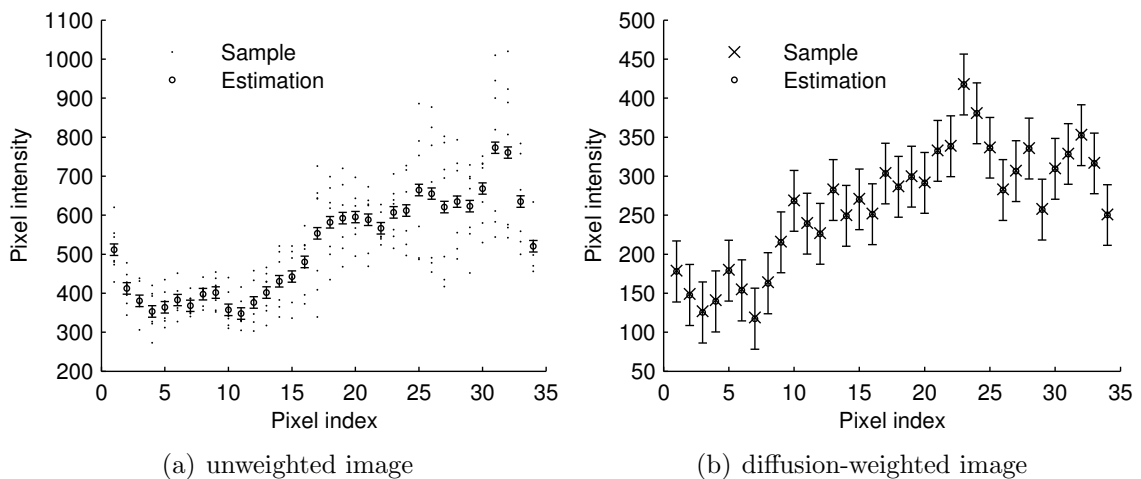 1100
1000
900
800
700
600
500
400
300
200
0 5 10 15 20 25 30 35
Pixel intensity
Pixel index
Sample
Estimation
(a) unweighted image
500
450
400
350
300
250
200
150
100
50
0 5 10 15 20 25 30 35
Pixel intensity
Pixel index
Sample
Estimation
(b) diffusion-weighted image